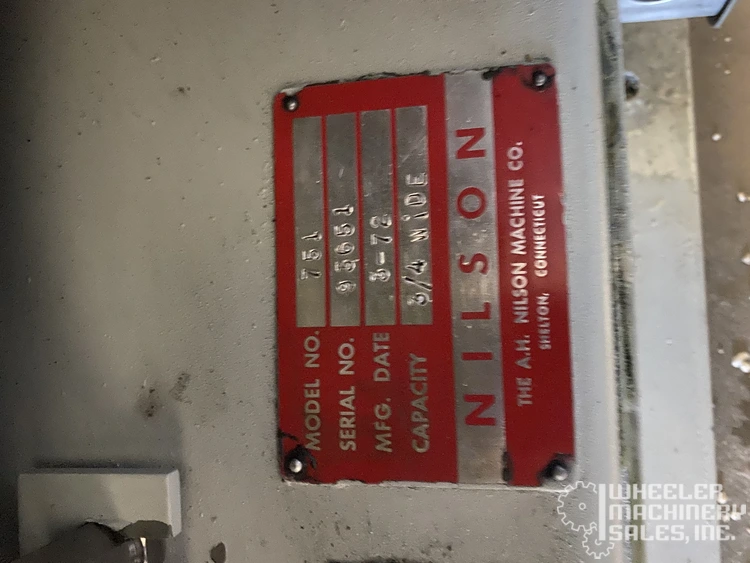 MODEL NO. 751
SERIAL NO. 93651
MFG. DATE 3-72
CAPACITY 3/4 WiDE
NILSON
THE A.H. NILSON MACHINE CO.
SHELTON, CONNECTICUT
WHEELER
MACHINERY
SALES, INC.